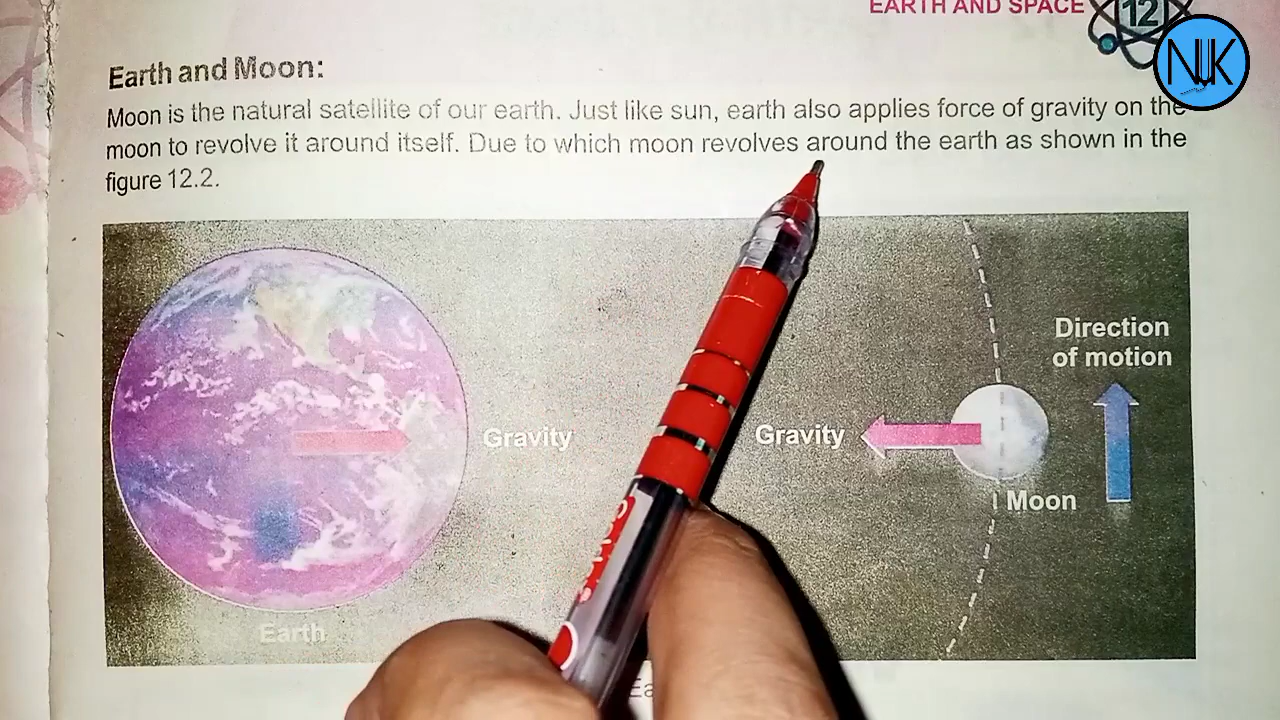 EARTH AND SPACE 12
NK
Earth and Moon:
Moon is the natural satellite of our earth. Just like sun, earth also applies force of gravity on the
moon to revolve it around itself. Due to which moon revolves around the earth as shown in the
figure 12.2.
Direction
of motion
Gravity
Gravity
Moon
Earth